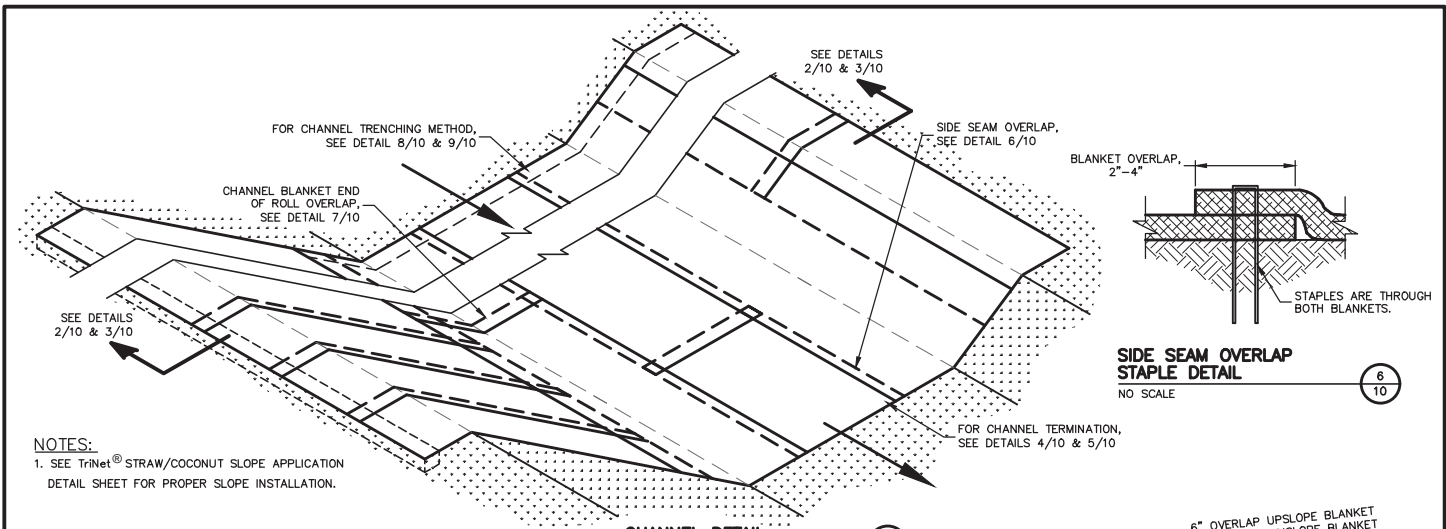 SEE DETAILS
2/10 & 3/10
FOR CHANNEL TRENCHING METHOD,
SEE DETAIL 8/10 & 9/10
SIDE SEAM OVERLAP,
SEE DETAIL 6/10
BLANKET OVERLAP,
2"-4"
CHANNEL BLANKET END
OF ROLL OVERLAP,
SEE DETAIL 7/10
STAPLES ARE THROUGH
BOTH BLANKETS.
SEE DETAILS
2/10 & 3/10
SIDE SEAM OVERLAP
STAPLE DETAIL
NO SCALE
6
10
FOR CHANNEL TERMINATION,
SEE DETAILS 4/10 & 5/10
NOTES:
1. SEE TriNet® STRAW/COCONUT SLOPE APPLICATION
DETAIL SHEET FOR PROPER SLOPE INSTALLATION.
6" OVERLAP UPSLOPE BLANKET
CHANNEL DETAIL